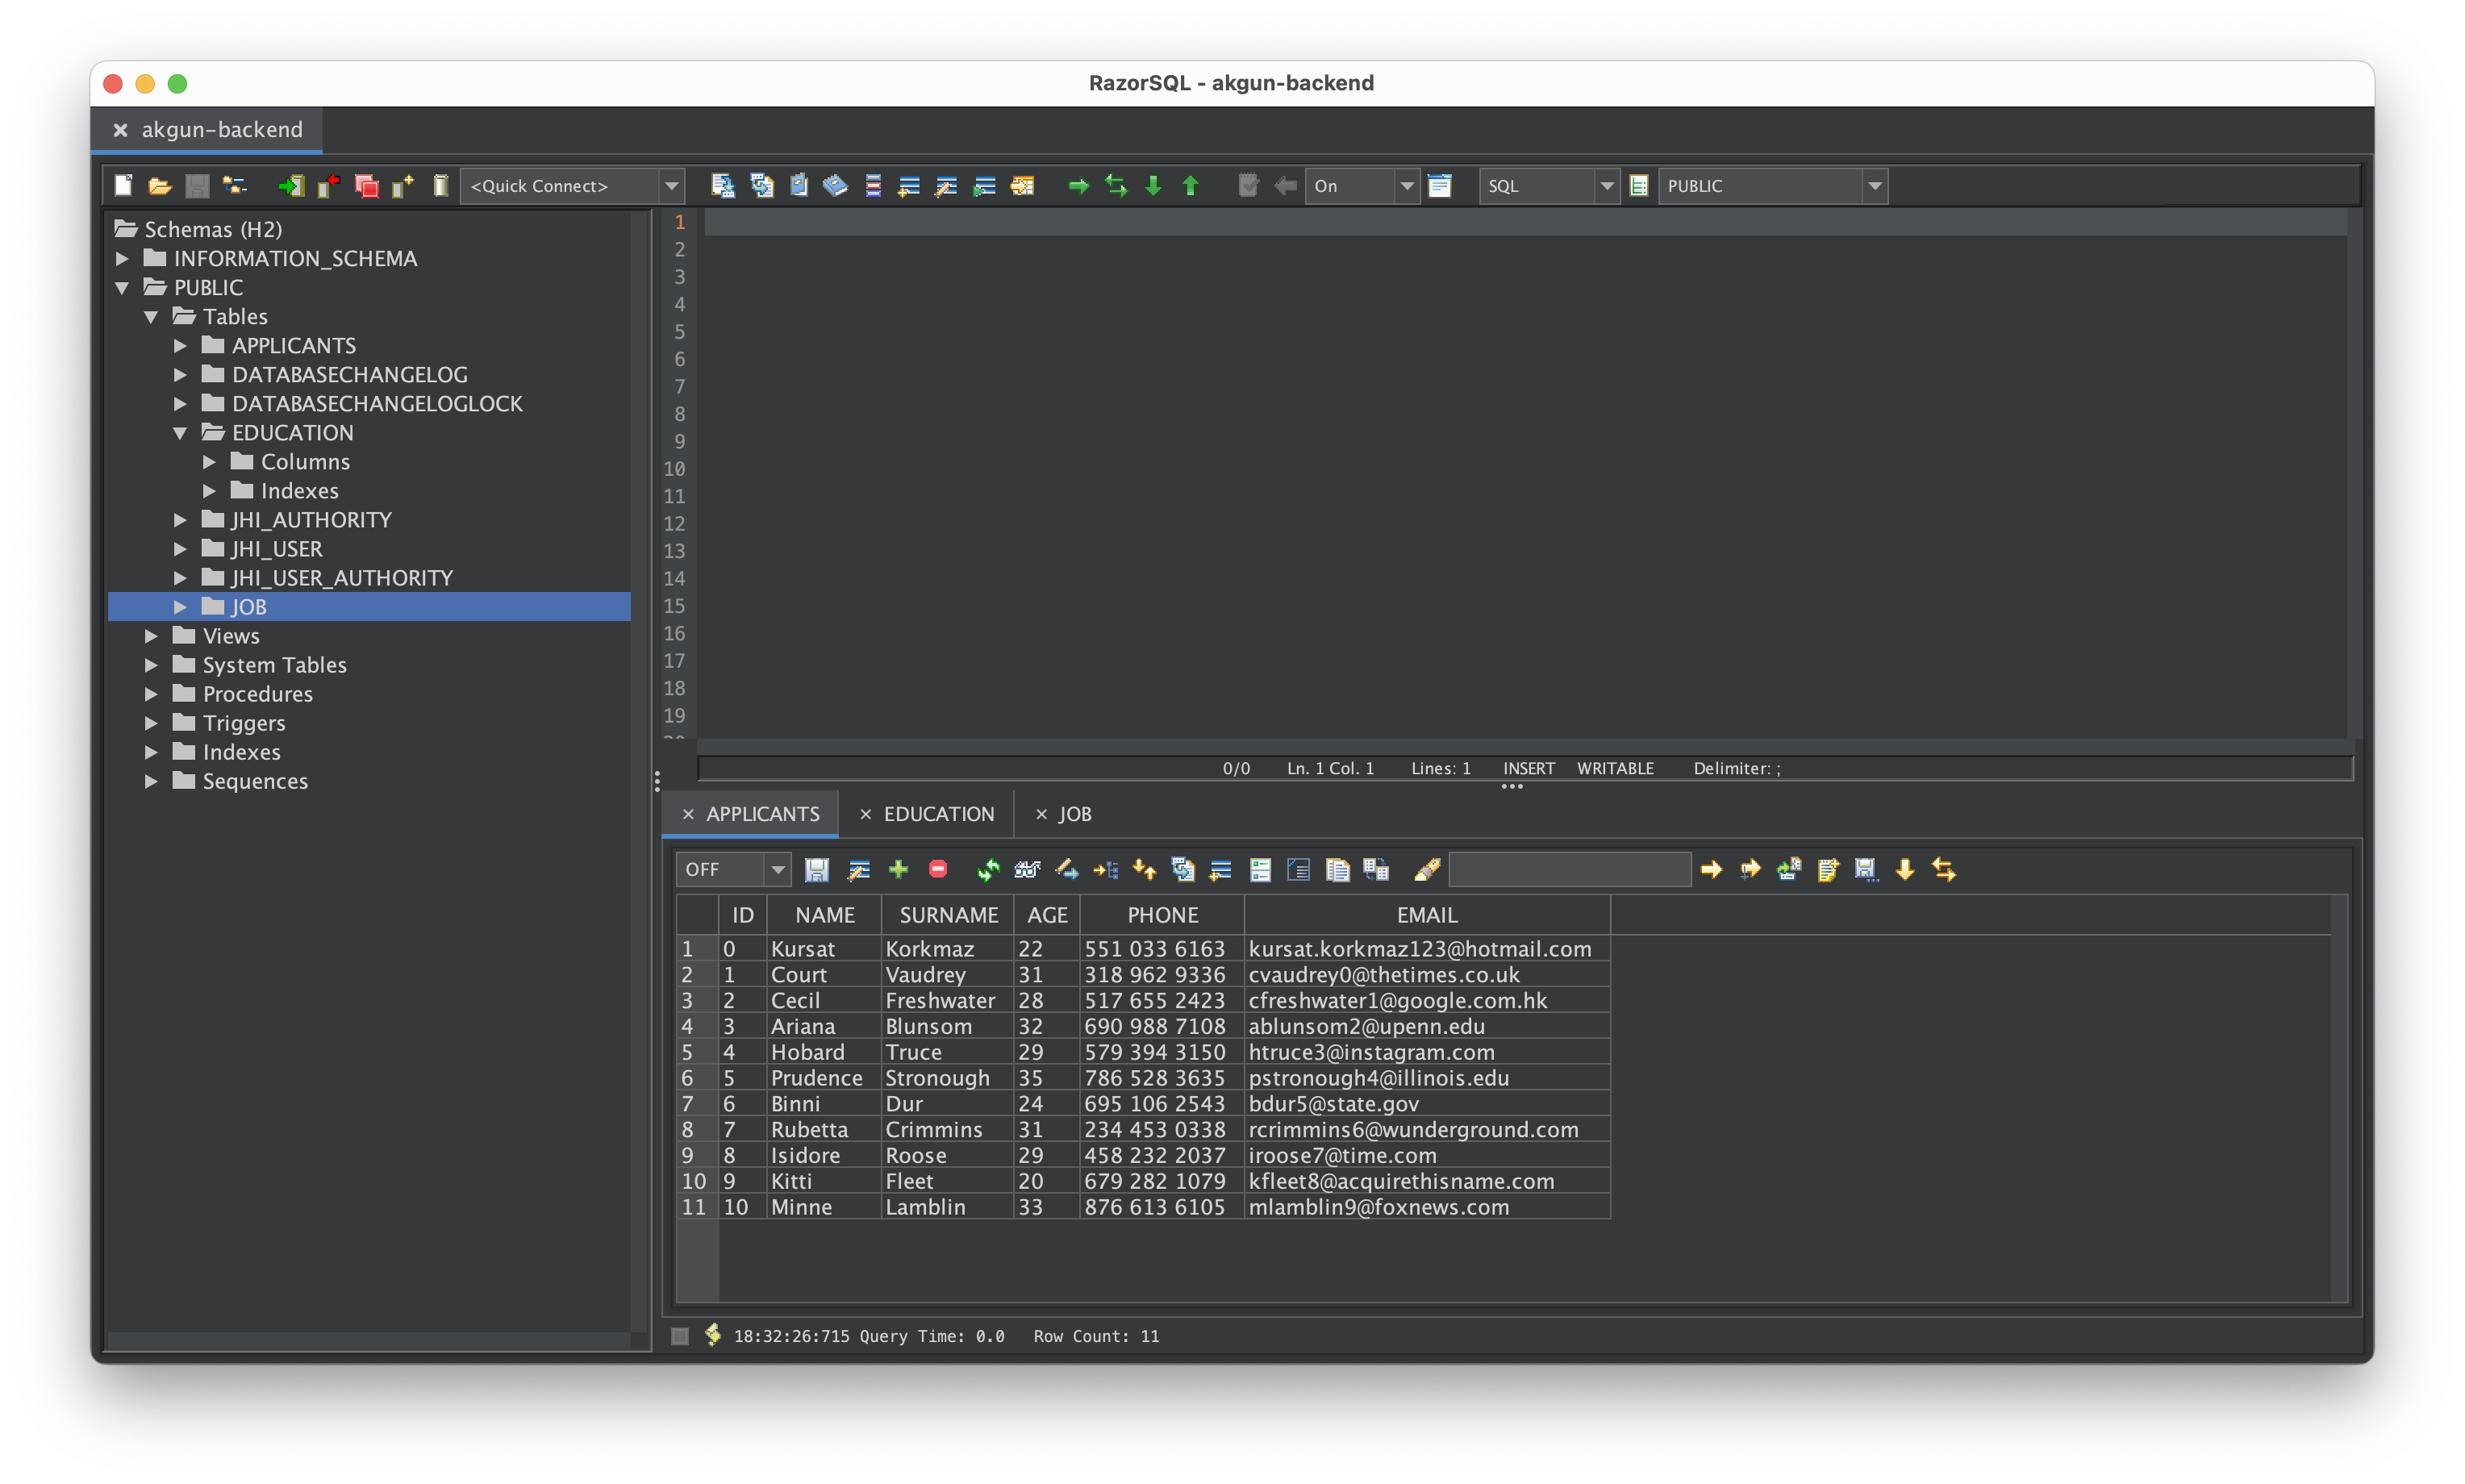 RazorSQL - akgun-backend
akgun-backend
<Quick Connect> On SQL PUBLIC
Schemas (H2)
INFORMATION_SCHEMA
PUBLIC
Tables
APPLICANTS
DATABASECHANGELOG
DATABASECHANGELOGLOCK
EDUCATION
Columns
Indexes
JHI_AUTHORITY
JHI_USER
JHI_USER_AUTHORITY
JOB
Views
System Tables
Procedures
Triggers
Indexes
Sequences
1
2
3
4
5
6
7
8
9
10
11
12
13
14
15
16
17
18
19
0/0 Ln. 1 Col. 1 Lines: 1 INSERT WRITABLE Delimiter: ;
APPLICANTS EDUCATION JOB
OFF
ID NAME SURNAME AGE PHONE EMAIL
1 0 Kursat Korkmaz 22 551 033 6163 kursat.korkmaz123@hotmail.com
2 1 Court Vaudrey 31 318 962 9336 cvaudrey0@thetimes.co.uk
3 2 Cecil Freshwater 28 517 655 2423 cfreshwater1@google.com.hk
4 3 Ariana Blunsom 32 690 988 7108 ablunsom2@upenn.edu
5 4 Hobard Truce 29 579 394 3150 htruce3@instagram.com
6 5 Prudence Stronough 35 786 528 3635 pstronough4@illinois.edu
7 6 Binni Dur 24 695 106 2543 bdur5@state.gov
8 7 Rubetta Crimmins 31 234 453 0338 rcrimmins6@wunderground.com
9 8 Isidore Roose 29 458 232 2037 iroose7@time.com
10 9 Kitti Fleet 20 679 282 1079 kfleet8@acquirethisname.com
11 10 Minne Lamblin 33 876 613 6105 mlamblin9@foxnews.com
18:32:26:715 Query Time: 0.0 Row Count: 11